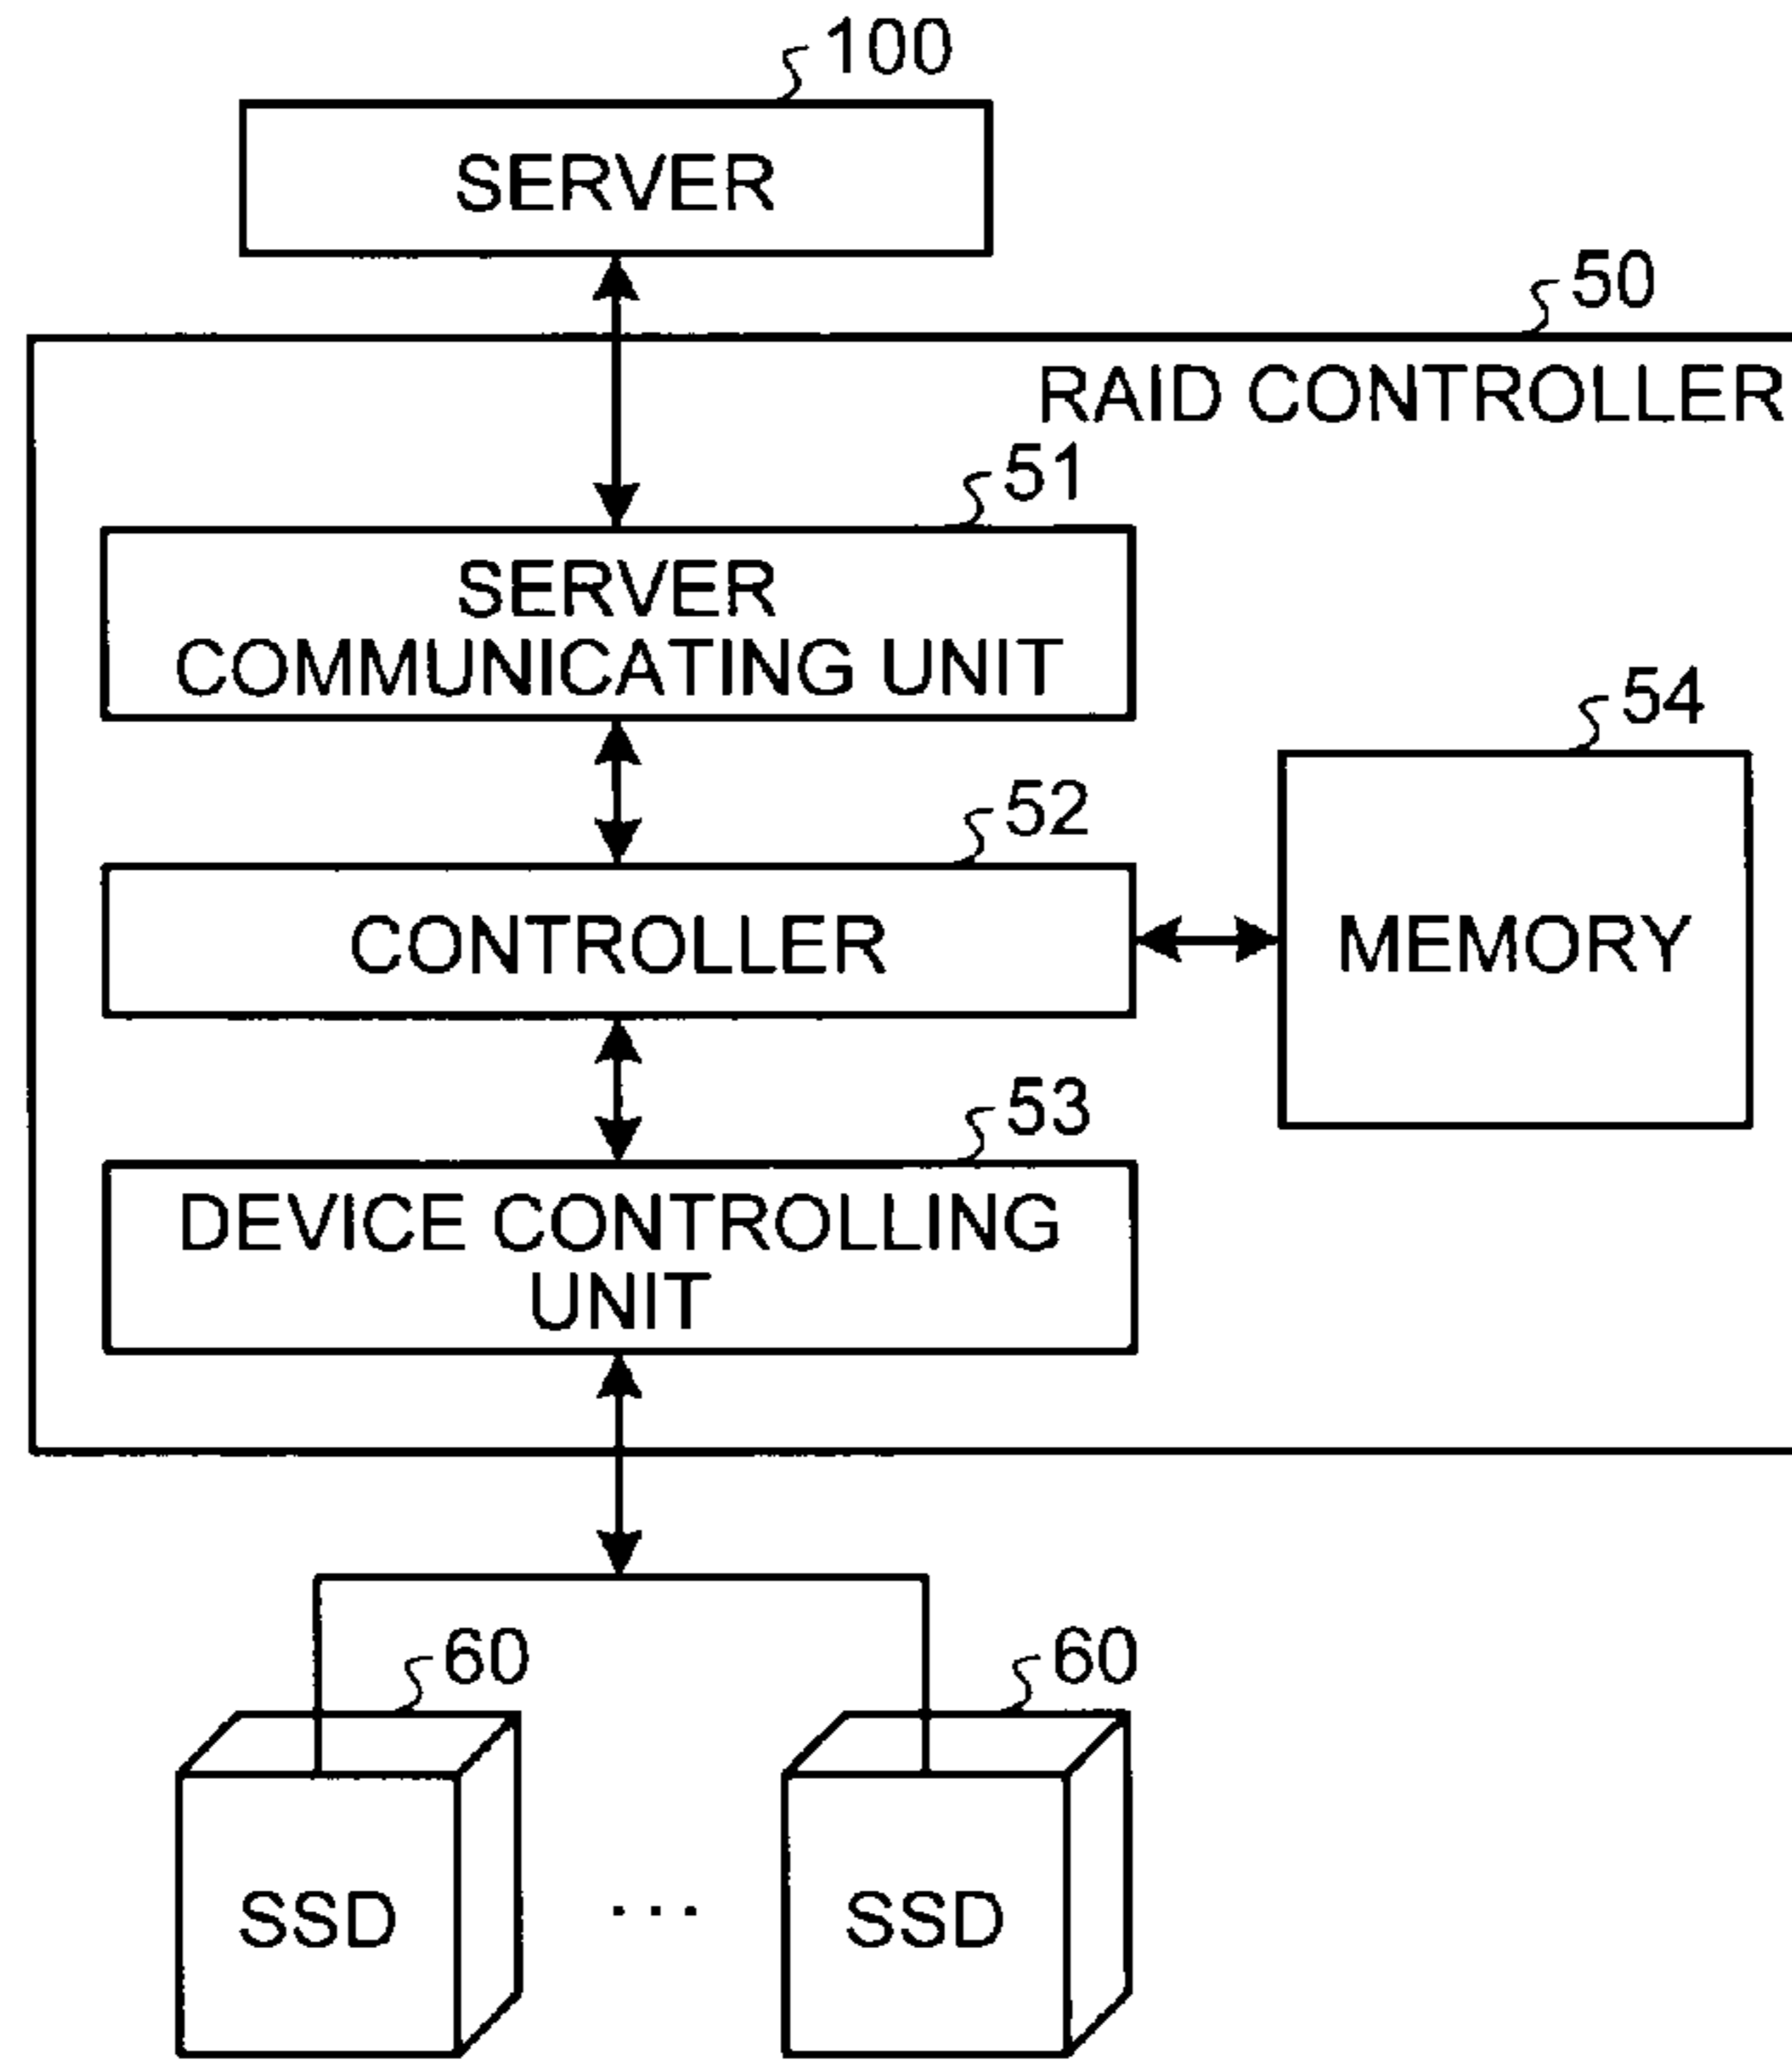 100
SERVER
50
RAID CONTROLLER
51
SERVER
COMMUNICATING UNIT
54
52
CONTROLLER
MEMORY
53
DEVICE CONTROLLING
UNIT
60
60
SSD
...
SSD